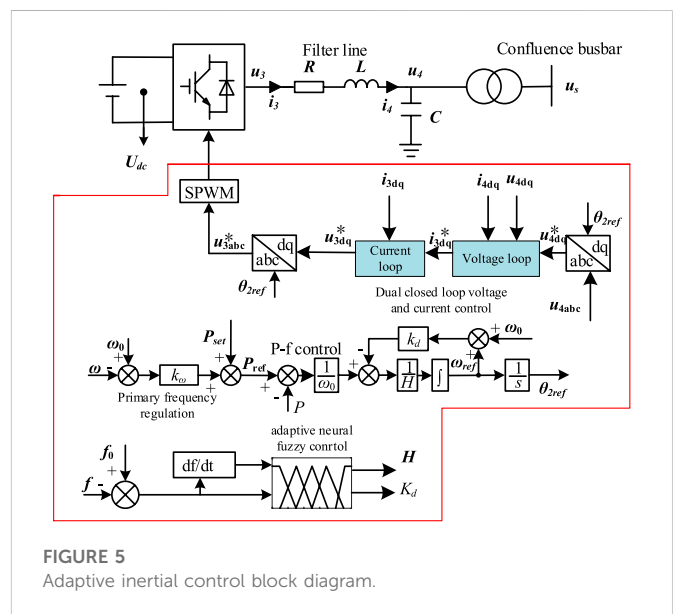 Filter line
Confluence busbar
u3
R
L
u4
i3
i4
C
us
Udc
SPWM
i3dq
i4dq
u4dq
θ2ref
u*3abc
dq
abc
u*3dq
Current loop
i*3dq
Voltage loop
u*4dq
dq
abc
θ2ref
Dual closed loop voltage
and current control
u4abc
ω0
+
ω -
kω
Primary frequency
regulation
Pset
+
+
P-f control
Pref
+
-
P
1
ω0
+
-
kd
+ ω0
+
1
H
∫
ωref
1
s
θ2ref
adaptive neural
fuzzy conrtol
f0
+
f -
df/dt
H
Kd
FIGURE 5
Adaptive inertial control block diagram.